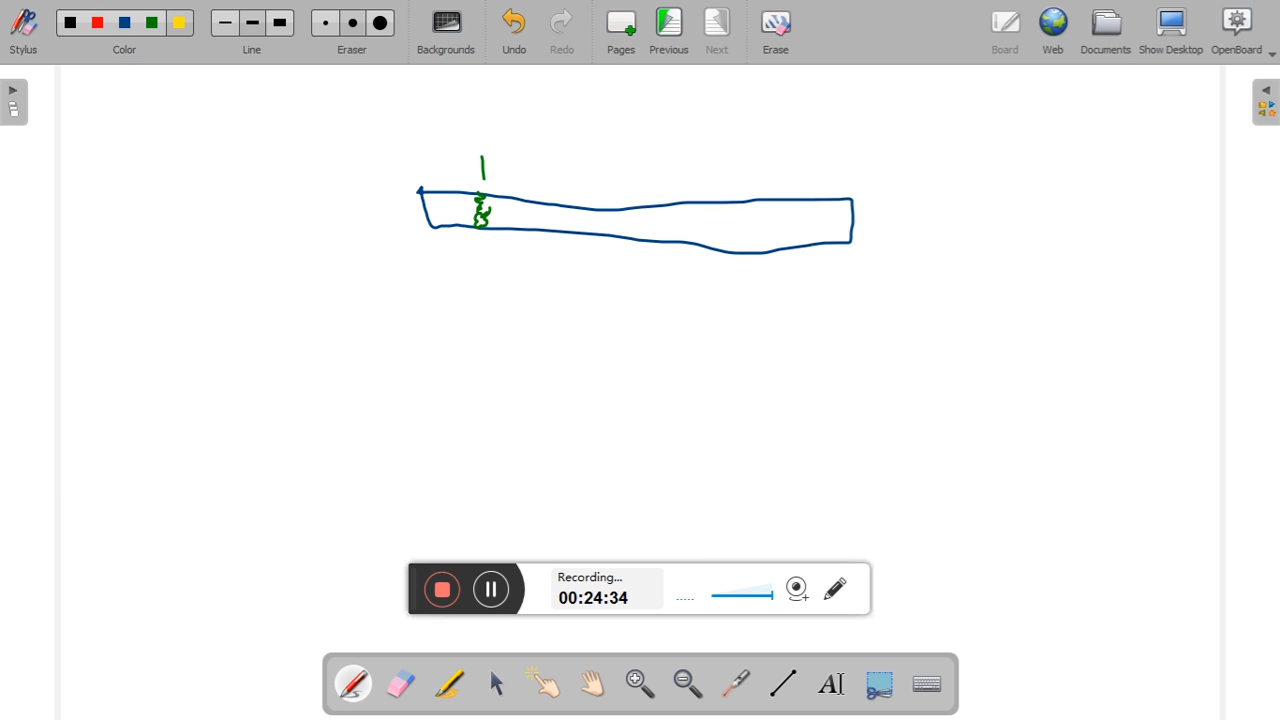 Stylus
Color
Line
Eraser
Backgrounds
Undo
Redo
Pages
Previous
Next
Erase
Board
Web
Documents
Show Desktop
OpenBoard
1
Recording...
00:24:34